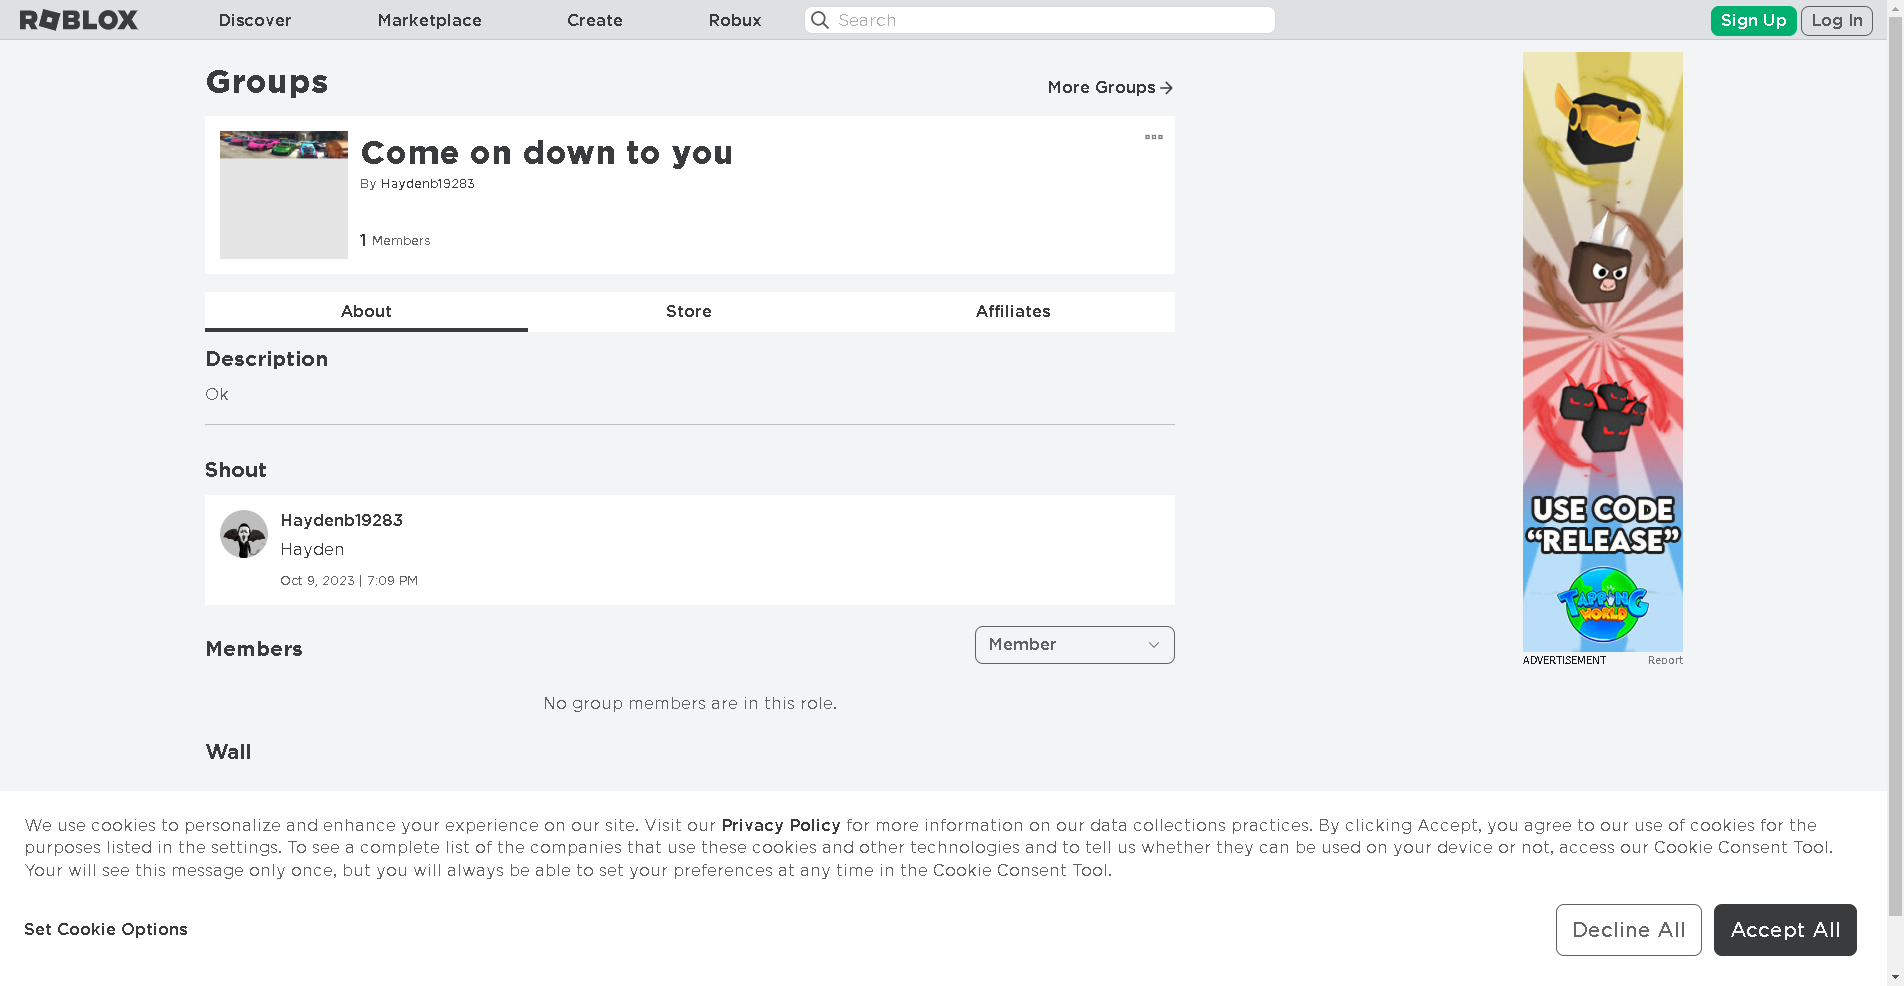 ROBLOX Discover Marketplace Create Robux Search Sign Up Log In
Groups
More Groups
Come on down to you
By Haydenb19283
1 Members
About Store Affiliates
Description
Ok
Shout
Haydenb19283
Hayden
Oct 9, 2023 | 7:09 PM
Members
Member
No group members are in this role.
Wall
USE CODE
“RELEASE”
TAPPING
WORLD
ADVERTISEMENT Report
We use cookies to personalize and enhance your experience on our site. Visit our Privacy Policy for more information on our data collections practices. By clicking Accept, you agree to our use of cookies for the
purposes listed in the settings. To see a complete list of the companies that use these cookies and other technologies and to tell us whether they can be used on your device or not, access our Cookie Consent Tool.
Your will see this message only once, but you will always be able to set your preferences at any time in the Cookie Consent Tool.
Set Cookie Options
Decline All
Accept All